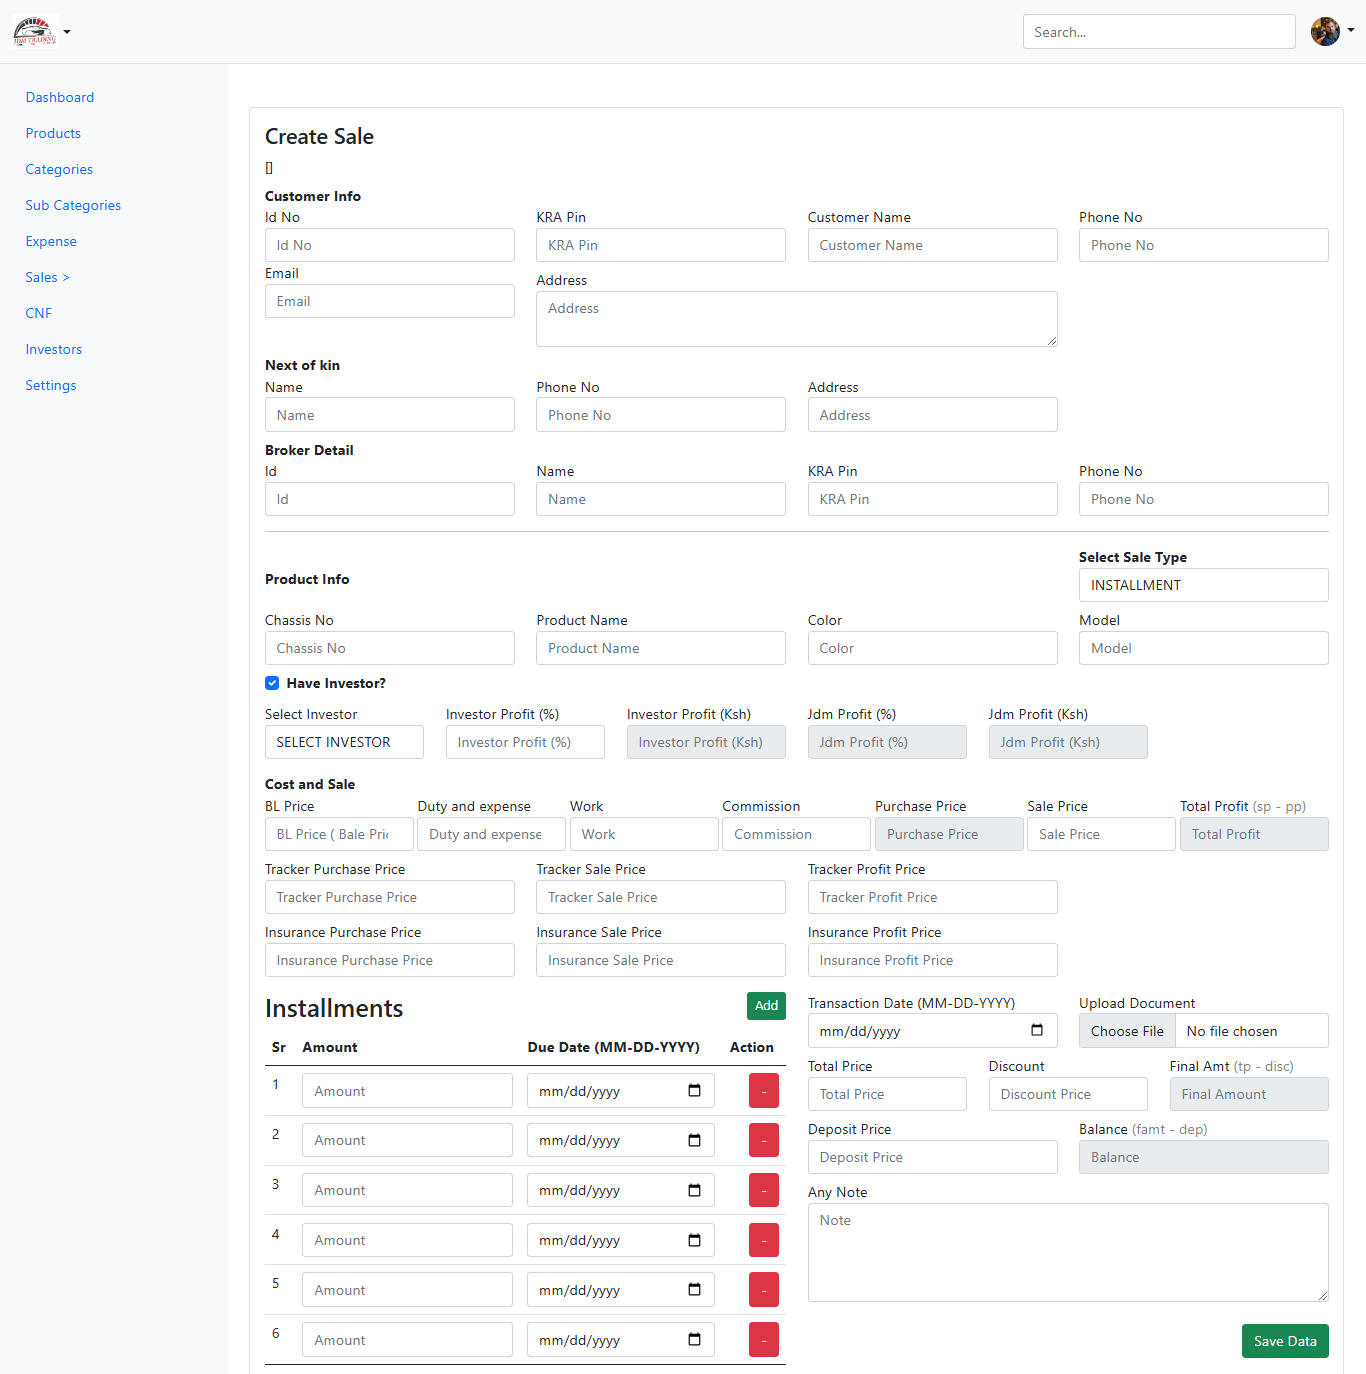 JDM TRADING
Search...
Dashboard
Products
Categories
Sub Categories
Expense
Sales >
CNF
Investors
Settings
Create Sale
[]
Customer Info
Id No KRA Pin Customer Name Phone No
Id No KRA Pin Customer Name Phone No
Email Address
Email Address
Next of kin
Name Phone No Address
Name Phone No Address
Broker Detail
Id Name KRA Pin Phone No
Id Name KRA Pin Phone No
Select Sale Type
Product Info
INSTALLMENT
Chassis No Product Name Color Model
Chassis No Product Name Color Model
Have Investor?
Select Investor Investor Profit (%) Investor Profit (Ksh) Jdm Profit (%) Jdm Profit (Ksh)
SELECT INVESTOR Investor Profit (%) Investor Profit (Ksh) Jdm Profit (%) Jdm Profit (Ksh)
Cost and Sale
BL Price Duty and expense Work Commission Purchase Price Sale Price Total Profit (sp - pp)
BL Price ( Bale Pri Duty and expense Work Commission Purchase Price Sale Price Total Profit
Tracker Purchase Price Tracker Sale Price Tracker Profit Price
Tracker Purchase Price Tracker Sale Price Tracker Profit Price
Insurance Purchase Price Insurance Sale Price Insurance Profit Price
Insurance Purchase Price Insurance Sale Price Insurance Profit Price
Installments Add
Sr Amount Due Date (MM-DD-YYYY) Action
1 Amount mm/dd/yyyy -
2 Amount mm/dd/yyyy -
3 Amount mm/dd/yyyy -
4 Amount mm/dd/yyyy -
5 Amount mm/dd/yyyy -
6 Amount mm/dd/yyyy -
Transaction Date (MM-DD-YYYY) Upload Document
mm/dd/yyyy Choose File No file chosen
Total Price Discount Final Amt (tp - disc)
Total Price Discount Price Final Amount
Deposit Price Balance (famt - dep)
Deposit Price Balance
Any Note
Note
Save Data